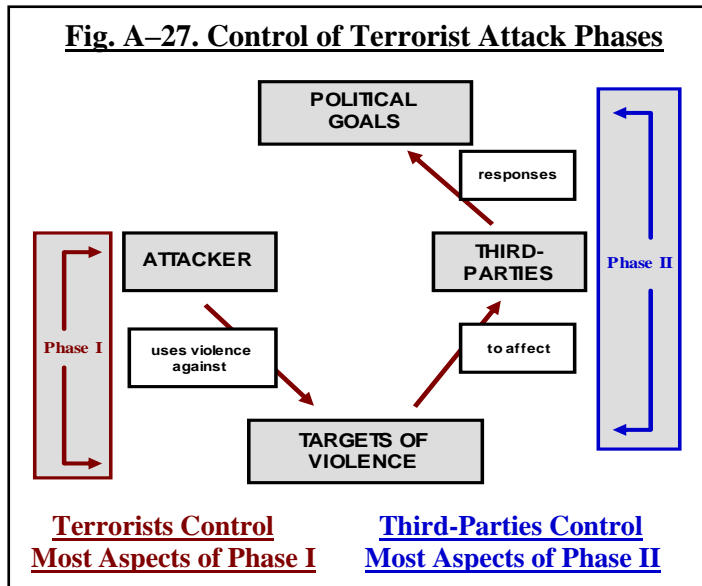 Fig. A–27. Control of Terrorist Attack Phases
POLITICAL
GOALS
responses
ATTACKER
THIRD-
PARTIES
Phase I
Phase II
uses violence
against
to affect
TARGETS OF
VIOLENCE
Terrorists Control
Most Aspects of Phase I
Third-Parties Control
Most Aspects of Phase II